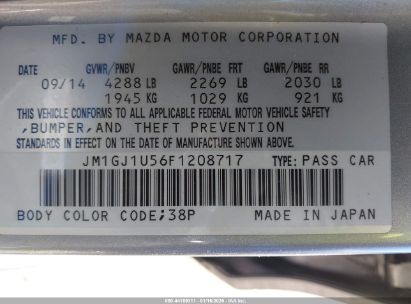 MFD. BY MAZDA MOTOR CORPORATION
GVWR/PNBV GAWR/PNBE FRT GAWR/PNBE RR
09/14 4288 LB 2269 LB 2030 LB
1945 KG 1029 KG 921 KG
THIS VEHICLE CONFORMS TO ALL APPLICABLE FEDERAL MOTOR VEHICLE SAFETY
,BUMPER,AND THEFT PREVENTION
STANDARDS IN EFFECT ON THE DATE OF MANUFACTURE SHOWN ABOVE.
JM1GJ1U56F1208717 TYPE: PASS CAR
BODY COLOR CODE;38P MADE IN JAPAN